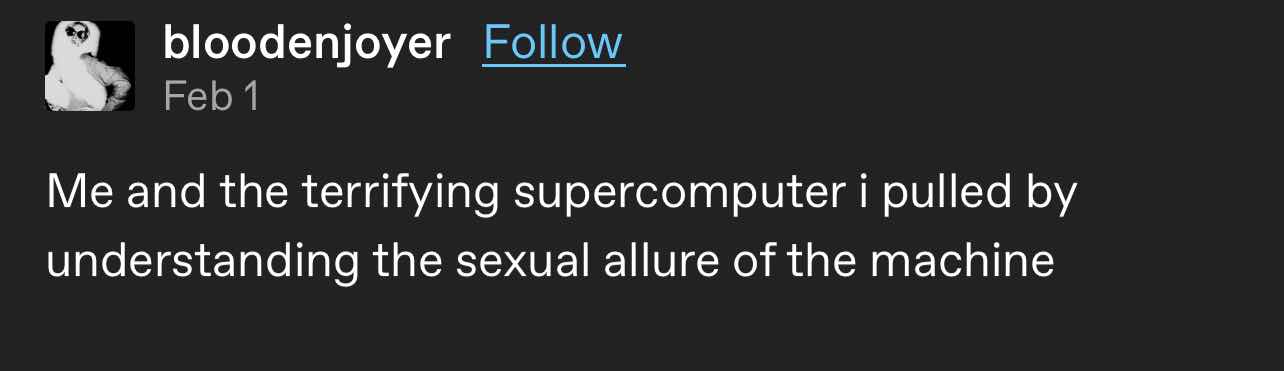 bloodenjoyer Follow
Feb 1
Me and the terrifying supercomputer i pulled by
understanding the sexual allure of the machine